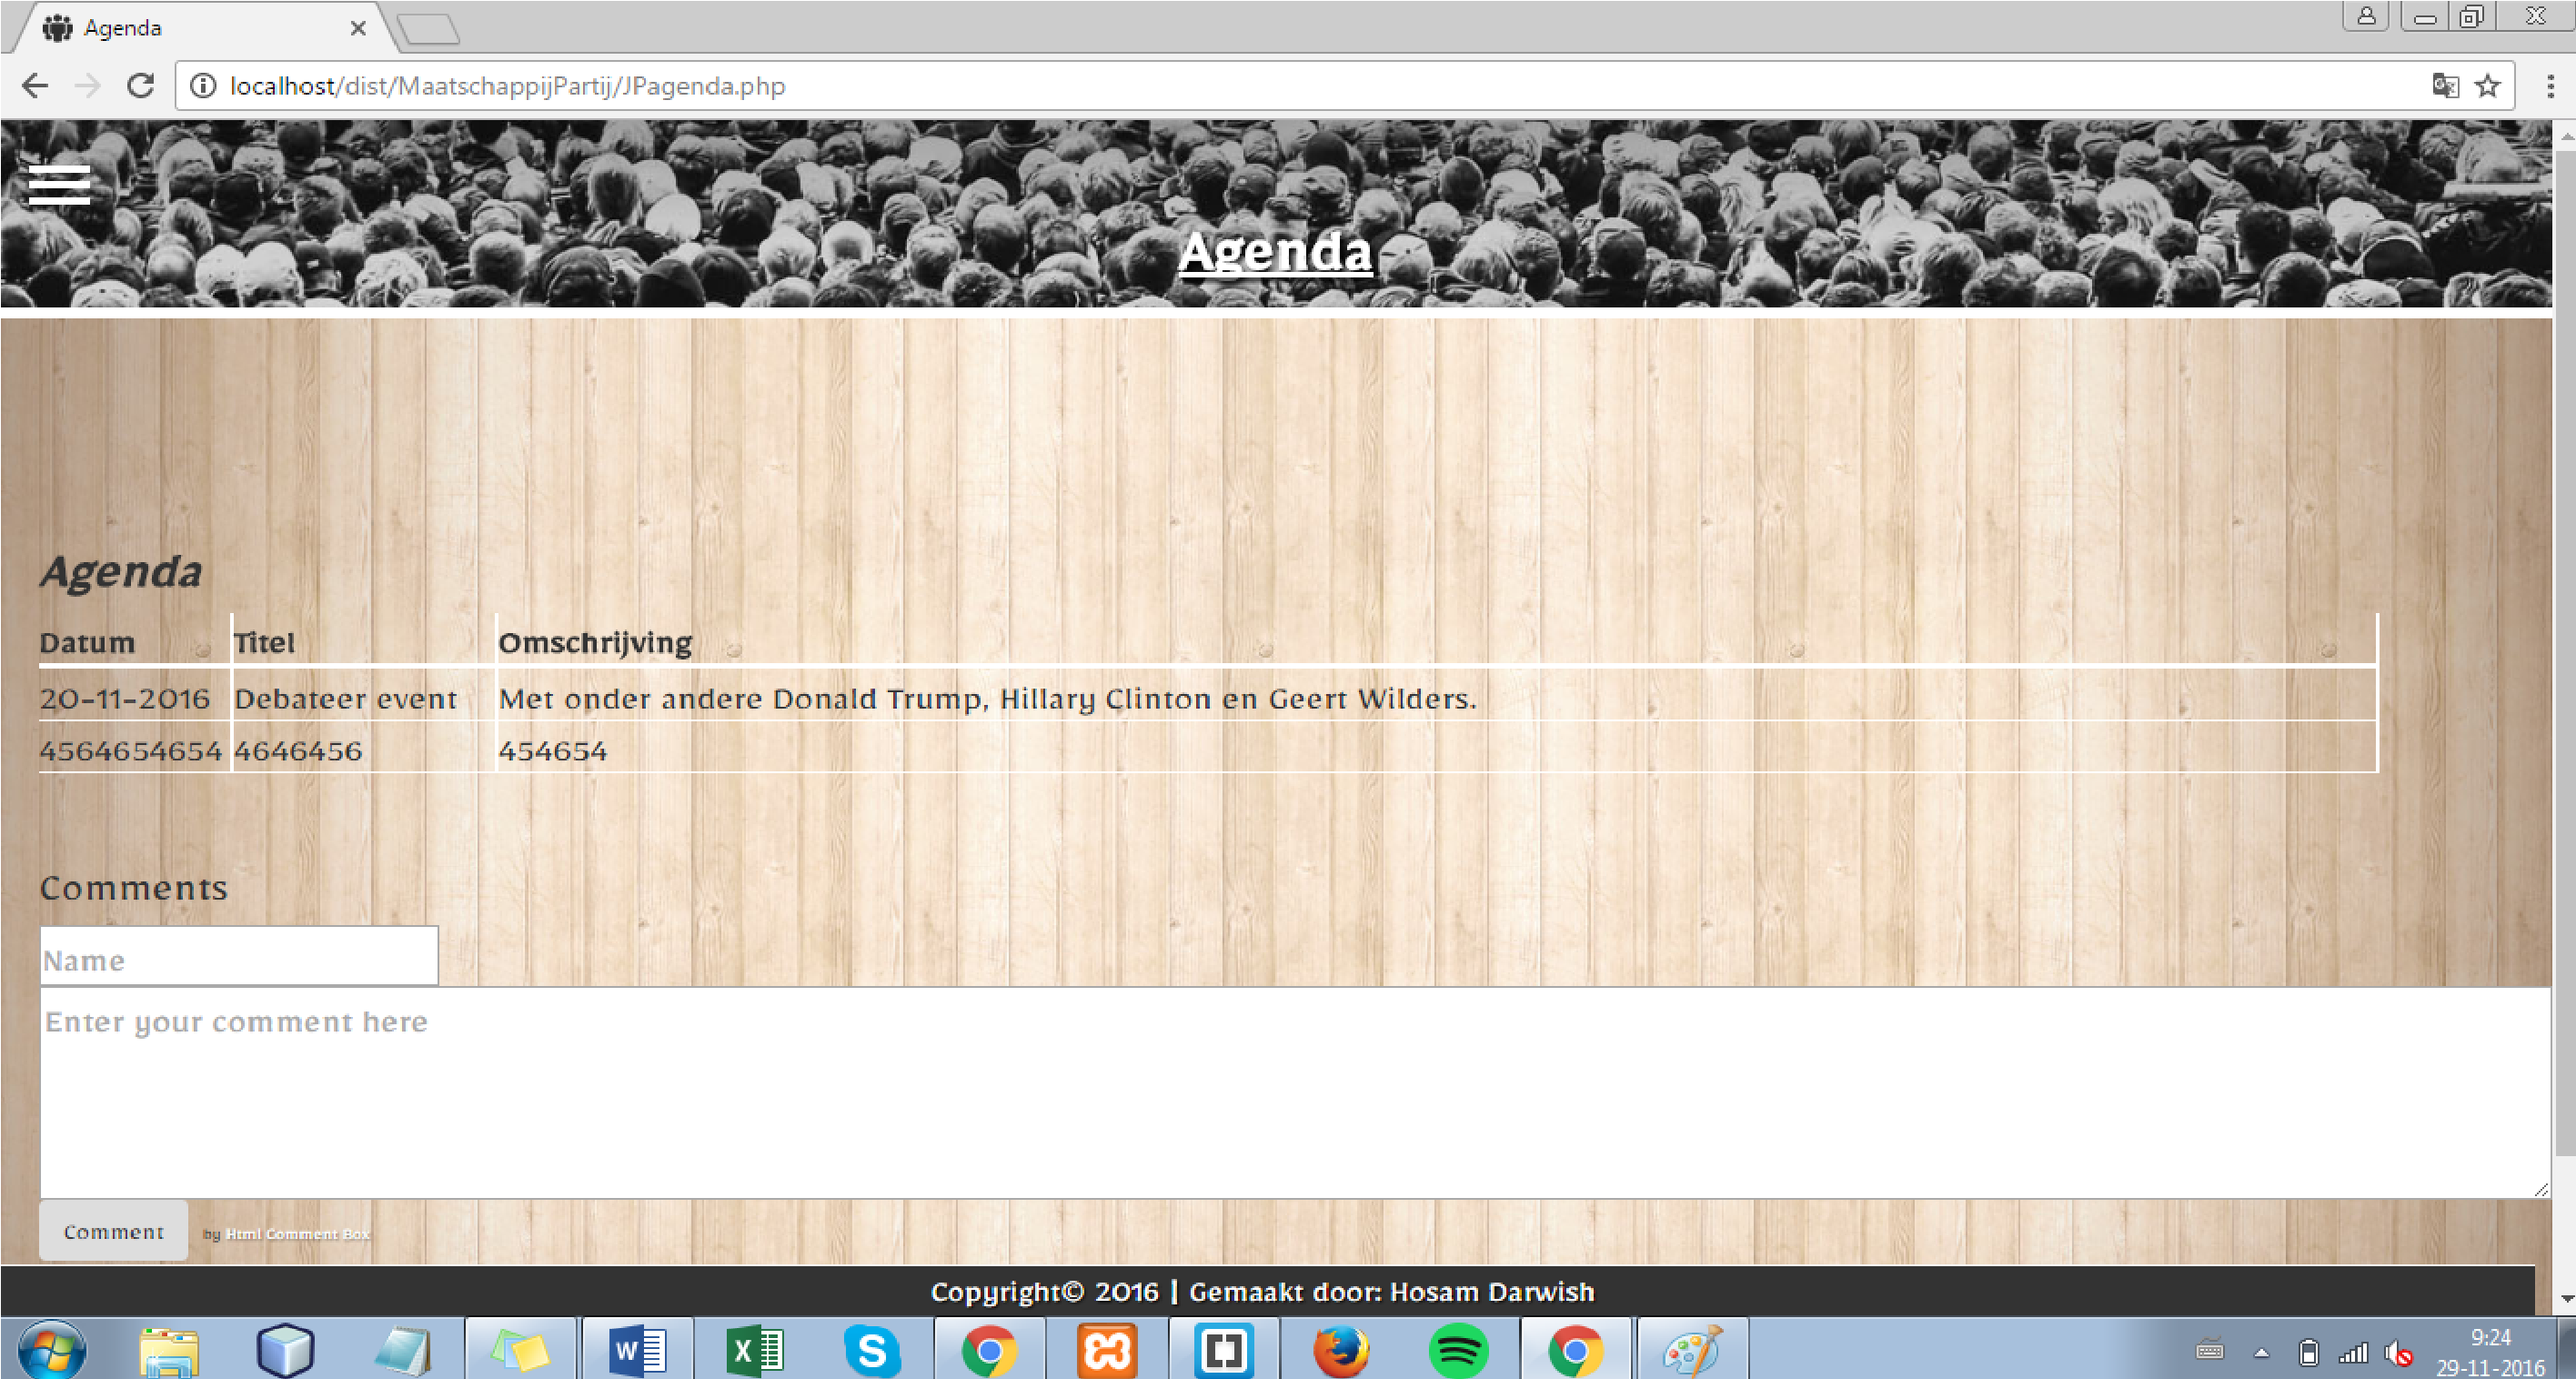 Agenda
localhost/dist/MaatschappijPartij/JPagenda.php
Agenda
Agenda
Datum Titel Omschrijving
20-11-2016 Debateer event Met onder andere Donald Trump, Hillary Clinton en Geert Wilders.
4564654654 4646456 454654
Comments
Name
Enter your comment here
Comment by Html Comment Box
Copyright© 2016 | Gemaakt door: Hosam Darwish
9:24
29-11-2016